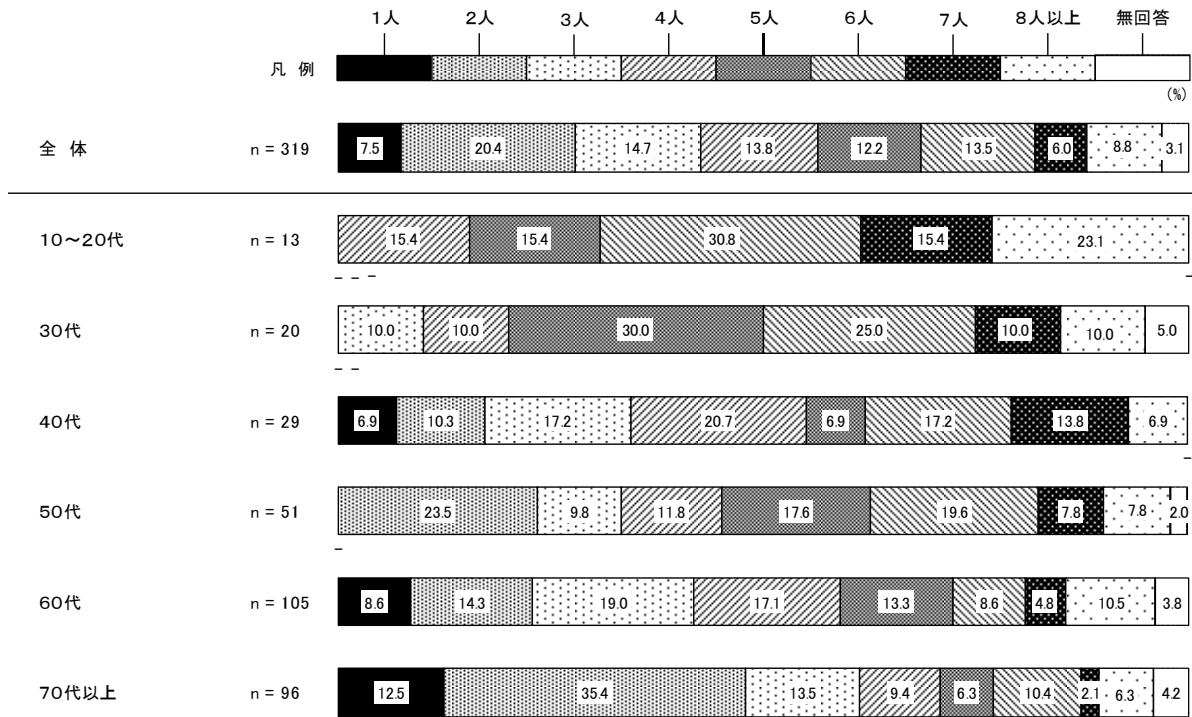 1人 2人 3人 4人 5人 6人 7人 8人以上 無回答
凡 例
(%)
全 体 n = 319 7.5 20.4 14.7 13.8 12.2 13.5 6.0 8.8 3.1
10～20代 n = 13 15.4 15.4 30.8 15.4 23.1
- - - -
30代 n = 20 10.0 10.0 30.0 25.0 10.0 10.0 5.0
- -
40代 n = 29 6.9 10.3 17.2 20.7 6.9 17.2 13.8 6.9
-
50代 n = 51 23.5 9.8 11.8 17.6 19.6 7.8 7.8 2.0
-
60代 n = 105 8.6 14.3 19.0 17.1 13.3 8.6 4.8 10.5 3.8
70代以上 n = 96 12.5 35.4 13.5 9.4 6.3 10.4 2.1 6.3 4.2